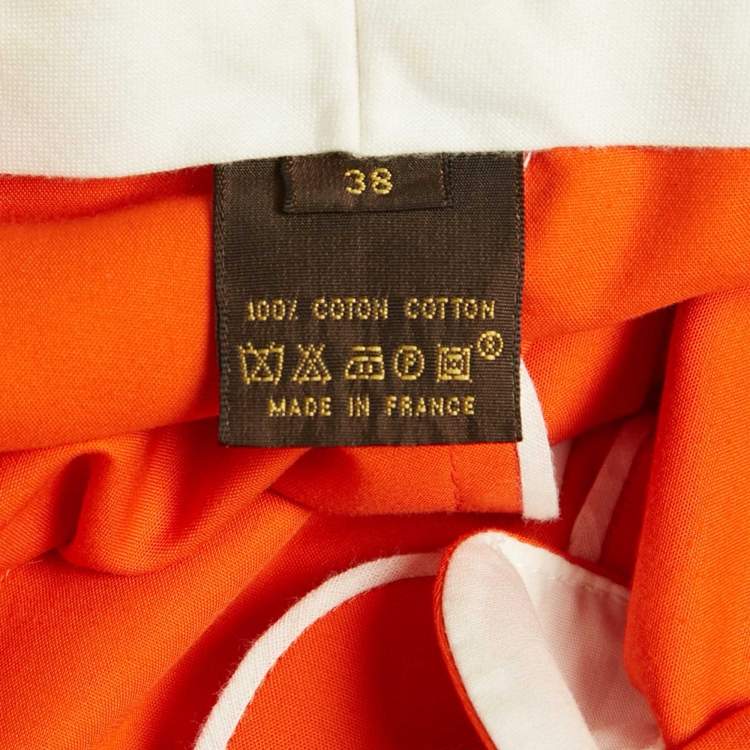 38
100% COTON COTTON
P ®
MADE IN FRANCE